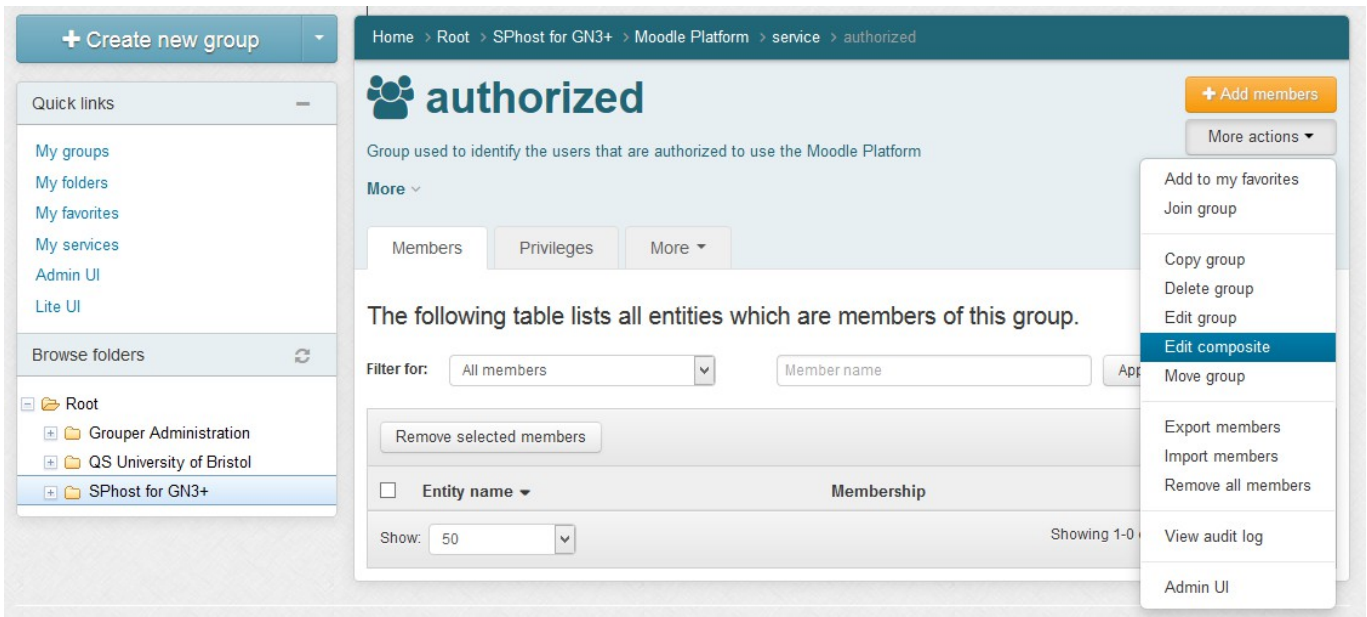 + Create new group
Quick links
My groups
My folders
My favorites
My services
Admin UI
Lite UI
Browse folders
Root
Grouper Administration
QS University of Bristol
SPhost for GN3+
Home > Root > SPhost for GN3+ > Moodle Platform > service > authorized
authorized
Group used to identify the users that are authorized to use the Moodle Platform
More
+ Add members
More actions
Members Privileges More
The following table lists all entities which are members of this group.
Filter for: All members Member name App
Remove selected members
Entity name Membership
Show: 50 Showing 1-0
Add to my favorites
Join group
Copy group
Delete group
Edit group
Edit composite
Move group
Export members
Import members
Remove all members
View audit log
Admin UI